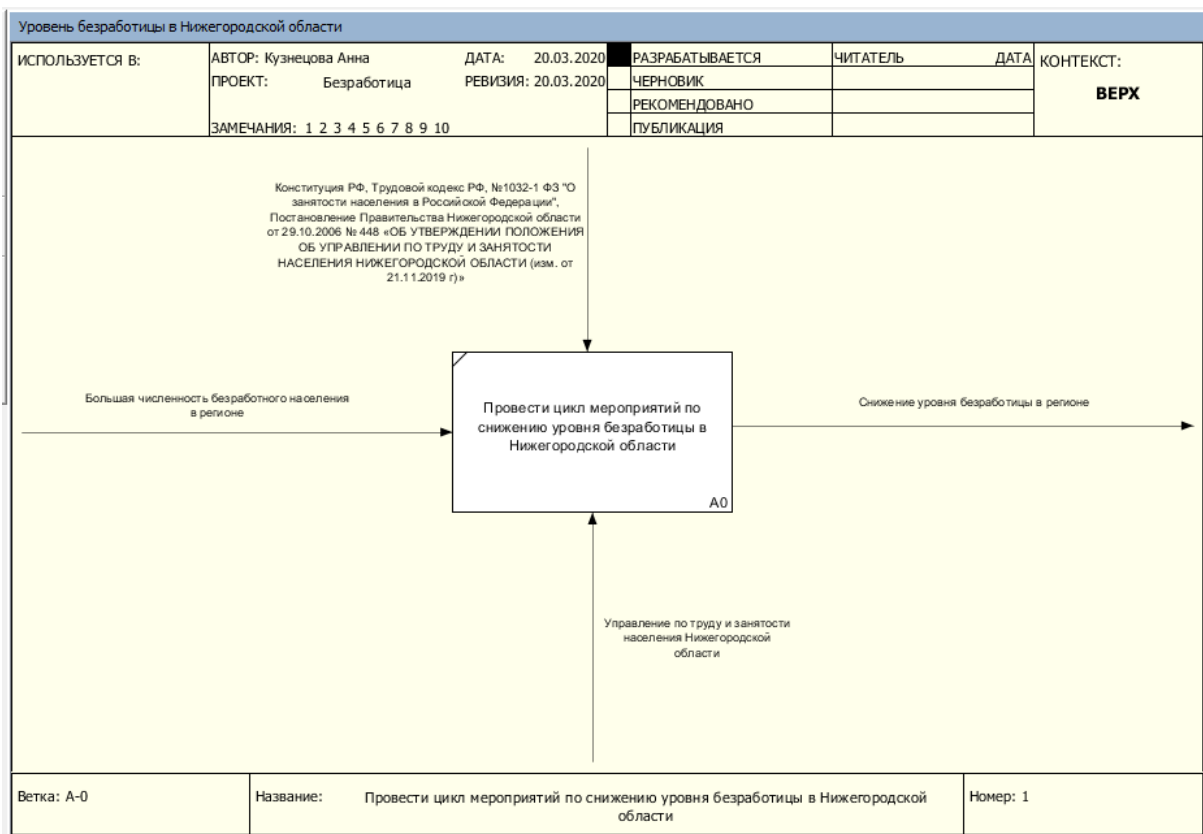 Уровень безработицы в Нижегородской области
ИСПОЛЬЗУЕТСЯ В:
АВТОР: Кузнецова Анна
ДАТА: 20.03.2020
ПРОЕКТ: Безработица
РЕВИЗИЯ: 20.03.2020
ЗАМЕЧАНИЯ: 1 2 3 4 5 6 7 8 9 10
РАЗРАБАТЫВАЕТСЯ
ЧЕРНОВИК
РЕКОМЕНДОВАНО
ПУБЛИКАЦИЯ
ЧИТАТЕЛЬ
ДАТА
КОНТЕКСТ:
ВЕРХ
Конституция РФ, Трудовой кодекс РФ, №1032-1 ФЗ "О
занятости населения в Российской Федерации",
Постановление Правительства Нижегородской области
от 29.10.2006 № 448 «ОБ УТВЕРЖДЕНИИ ПОЛОЖЕНИЯ
ОБ УПРАВЛЕНИИ ПО ТРУДУ И ЗАНЯТОСТИ
НАСЕЛЕНИЯ НИЖЕГОРОДСКОЙ ОБЛАСТИ (изм. от
21.11.2019 г)»
Большая численность безработного населения
в регионе
Провести цикл мероприятий по
снижению уровня безработицы в
Нижегородской области
A0
Снижение уровня безработицы в регионе
Управление по труду и занятости
населения Нижегородской
области
Ветка: A-0
Название: Провести цикл мероприятий по снижению уровня безработицы в Нижегородской
области
Номер: 1